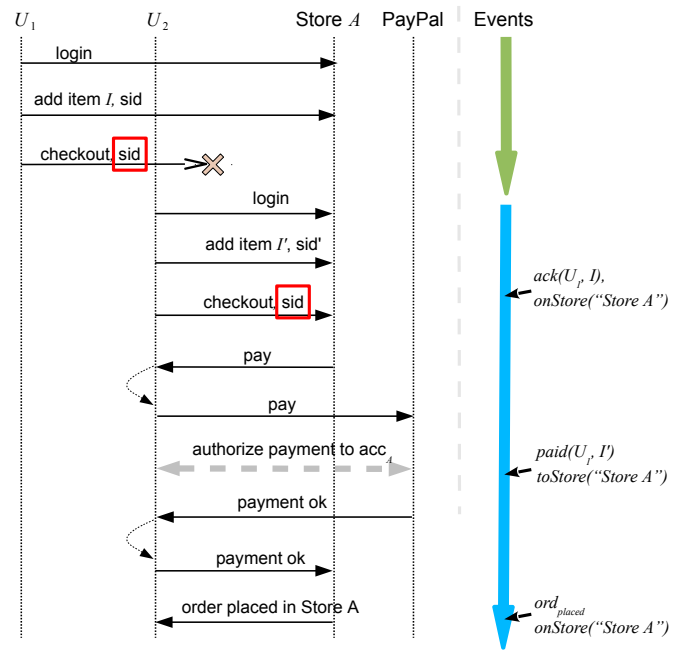 U₁ U₂ Store A PayPal Events
login
add item I, sid
checkout, sid
login
add item I', sid'
checkout, sid
ack(U₁, I),
onStore(“Store A”)
pay
pay
authorize payment to acc_A
paid(U₁, I')
toStore(“Store A”)
payment ok
payment ok
order placed in Store A
ord_placed
onStore(“Store A”)